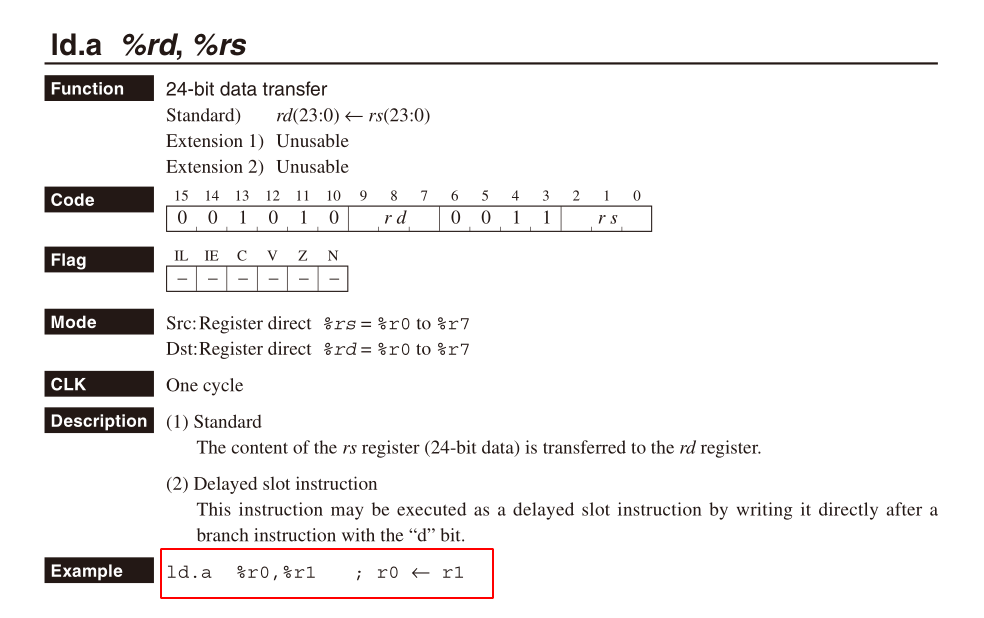 ld.a %rd, %rs
Function 24-bit data transfer
Standard) rd(23:0) ← rs(23:0)
Extension 1) Unusable
Extension 2) Unusable
Code 15 14 13 12 11 10 9 8 7 6 5 4 3 2 1 0
0 0 1 0 1 0 r d 0 0 1 1 r s
Flag IL IE C V Z N
– – – – – –
Mode Src:Register direct %rs = %r0 to %r7
Dst:Register direct %rd = %r0 to %r7
CLK One cycle
Description (1) Standard
The content of the rs register (24-bit data) is transferred to the rd register.
(2) Delayed slot instruction
This instruction may be executed as a delayed slot instruction by writing it directly after a
branch instruction with the “d” bit.
Example ld.a %r0,%r1 ; r0 ← r1